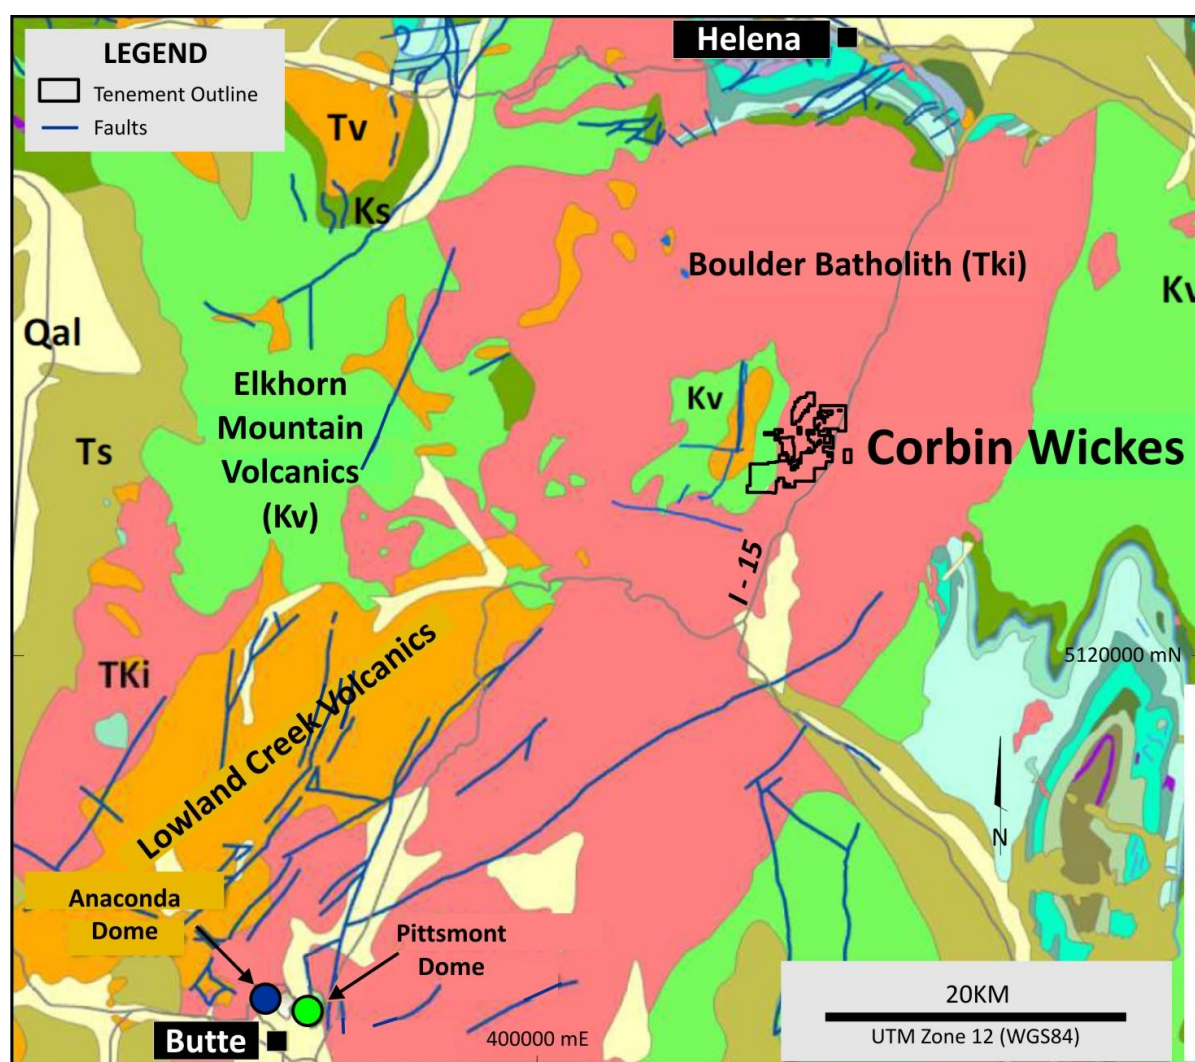 LEGEND
Tenement Outline
Faults
Helena
Tv
Ks
Boulder Batholith (Tki)
Kv
Qal
Elkhorn
Mountain
Volcanics
(Kv)
Kv
Corbin Wickes
Ts
I - 15
5120000 mN
TKi
Lowland Creek Volcanics
N
Anaconda
Dome
Pittsmont
Dome
20KM
UTM Zone 12 (WGS84)
Butte
400000 mE